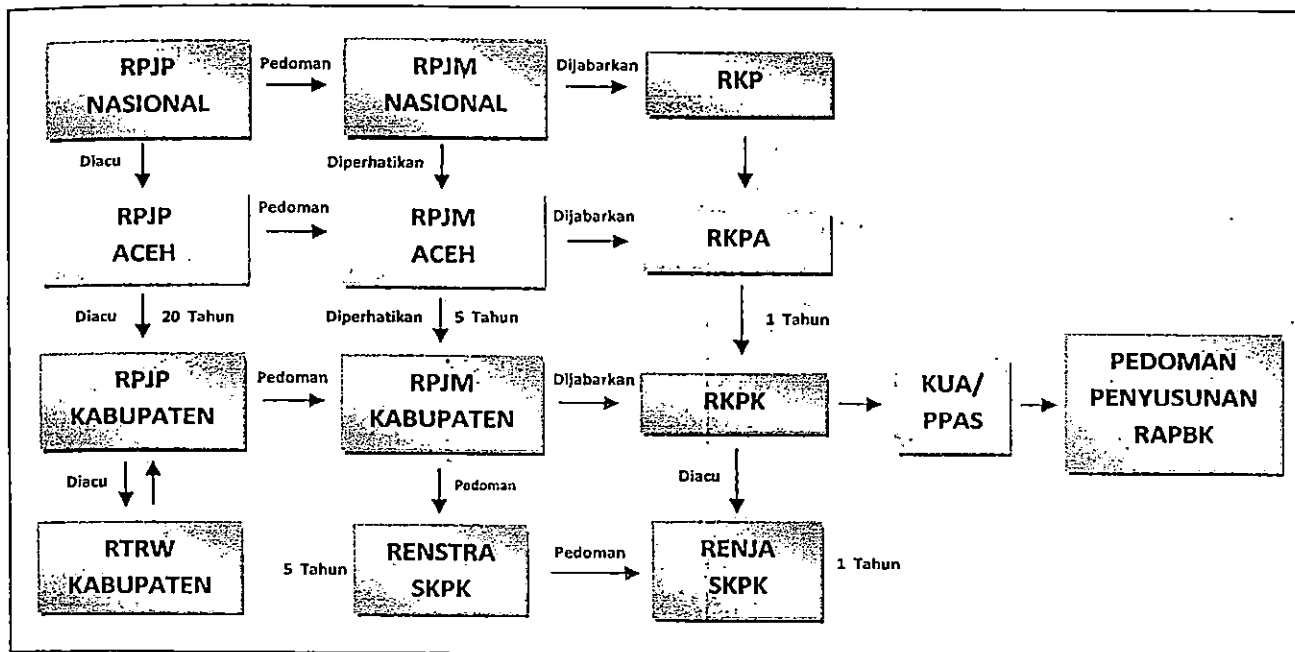 RPJP
NASIONAL
Pedoman
RPJM
NASIONAL
Dijabarkan
RKP
Diacu
Diperhatikan
RPJP
ACEH
Pedoman
RPJM
ACEH
Dijabarkan
RKPA
Diacu
20 Tahun
Diperhatikan
5 Tahun
1 Tahun
RPJP
KABUPATEN
Pedoman
RPJM
KABUPATEN
Dijabarkan
RKPK
KUA/
PPAS
PEDOMAN
PENYUSUNAN
RAPBK
Diacu
Pedoman
Diacu
RTRW
KABUPATEN
5 Tahun
RENSTRA
SKPK
Pedoman
RENJA
SKPK
1 Tahun